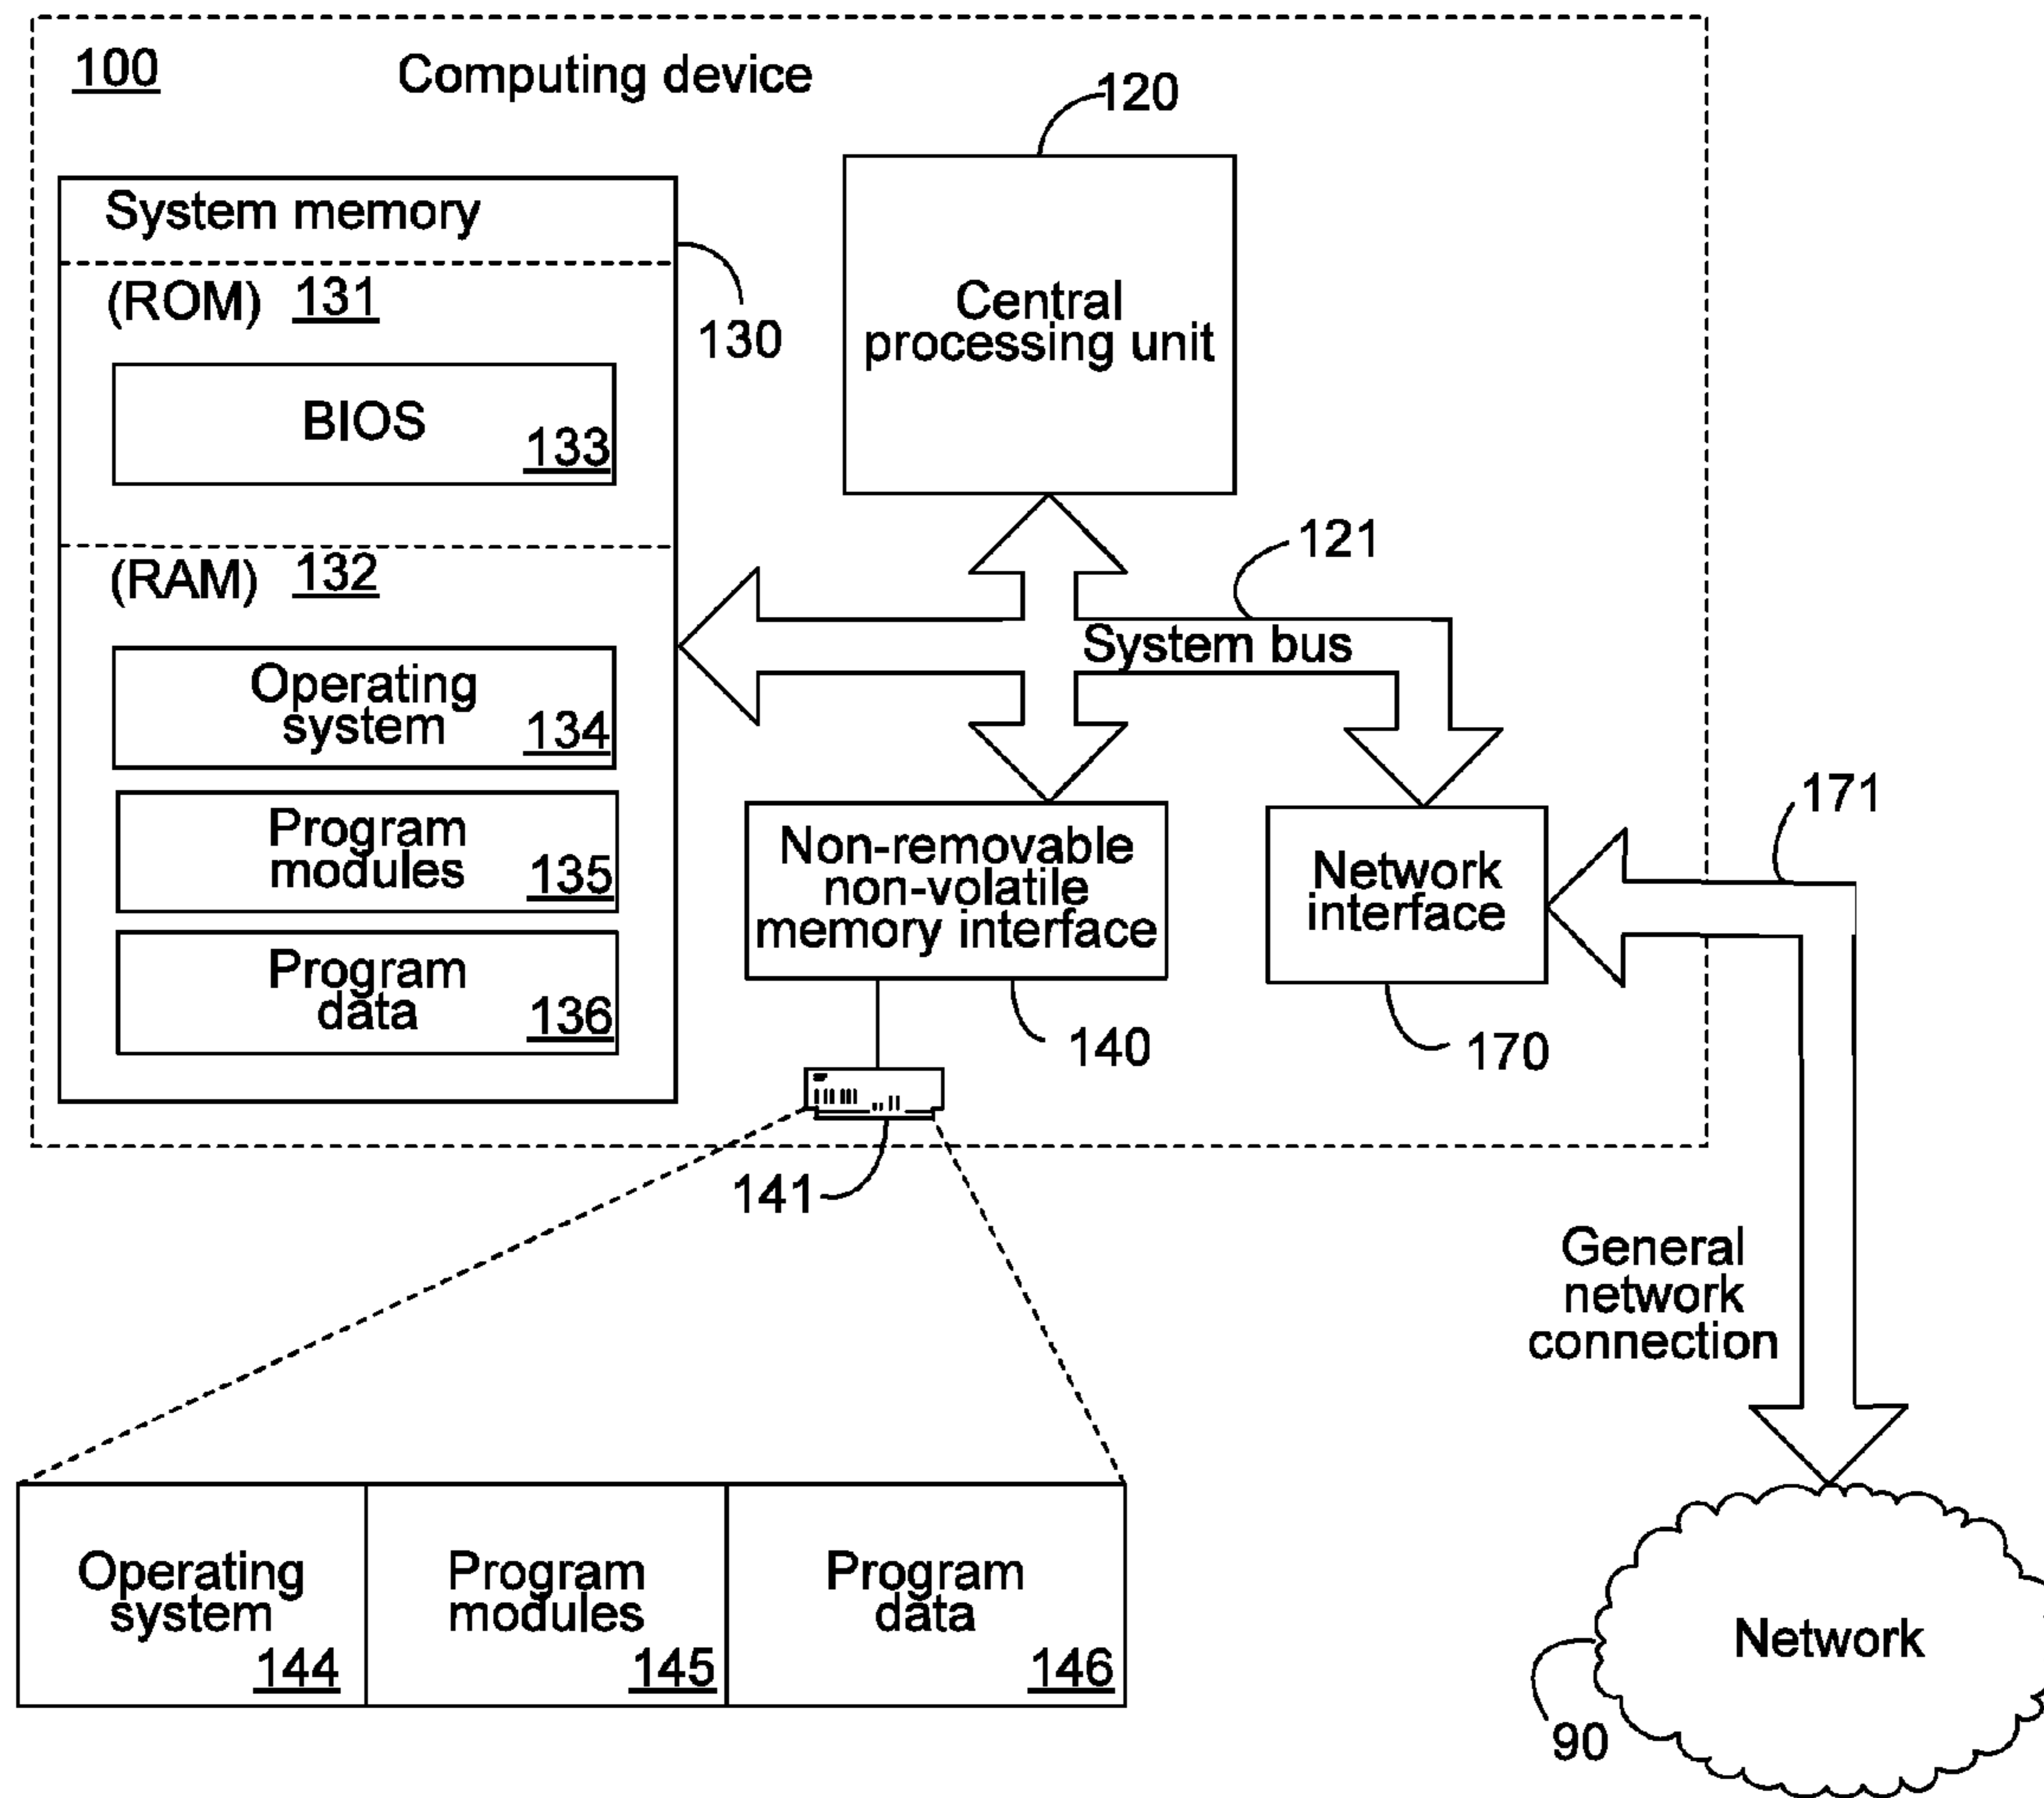 100
Computing device
120
System memory
(ROM) 131
130
Central
processing unit
BIOS
133
121
(RAM) 132
System bus
Operating
system
134
171
Program
modules
135
Non-removable
non-volatile
memory interface
Network
interface
Program
data
136
140
170
141
General
network
connection
Operating
system
144
Program
modules
145
Program
data
146
Network
90